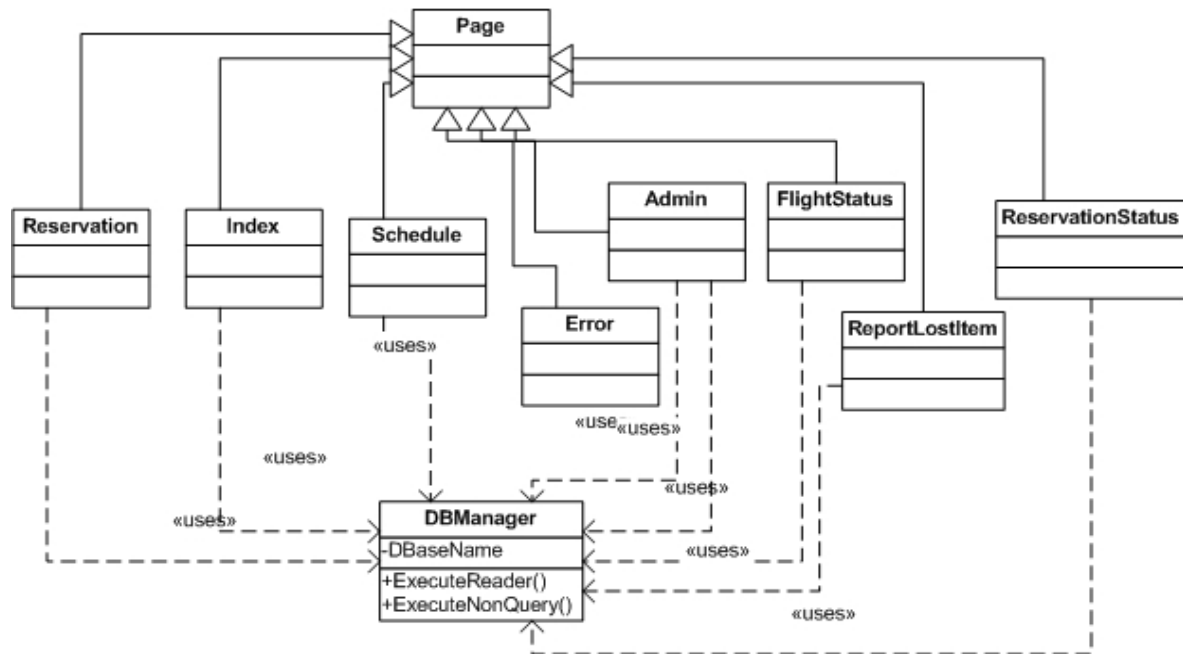 Page
Reservation
Index
Schedule
Admin
FlightStatus
ReservationStatus
Error
ReportLostItem
«uses»
«use
«uses»
«uses»
«uses»
«uses»
«uses»
«uses»
DBManager
-DBaseName
+ExecuteReader()
+ExecuteNonQuery()
«uses»